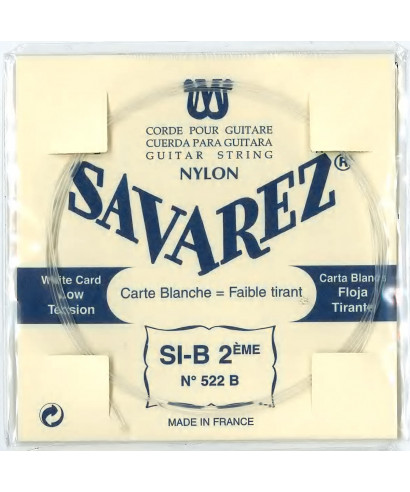 CORDE POUR GUITARE
CUERDA PARA GUITARA
GUITAR STRING
NYLON
SAVAREZ®
White Card
Low
Tension
Carte Blanche = Faible tirant
Carta Blanca
Floja
Tirante
SI-B 2ÈME
N° 522 B
MADE IN FRANCE